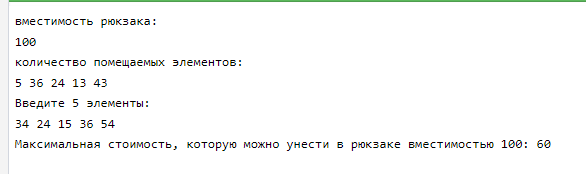 вместимость рюкзака:
100
количество помещаемых элементов:
5 36 24 13 43
Введите 5 элементы:
34 24 15 36 54
Максимальная стоимость, которую можно унести в рюкзаке вместимостью 100: 60